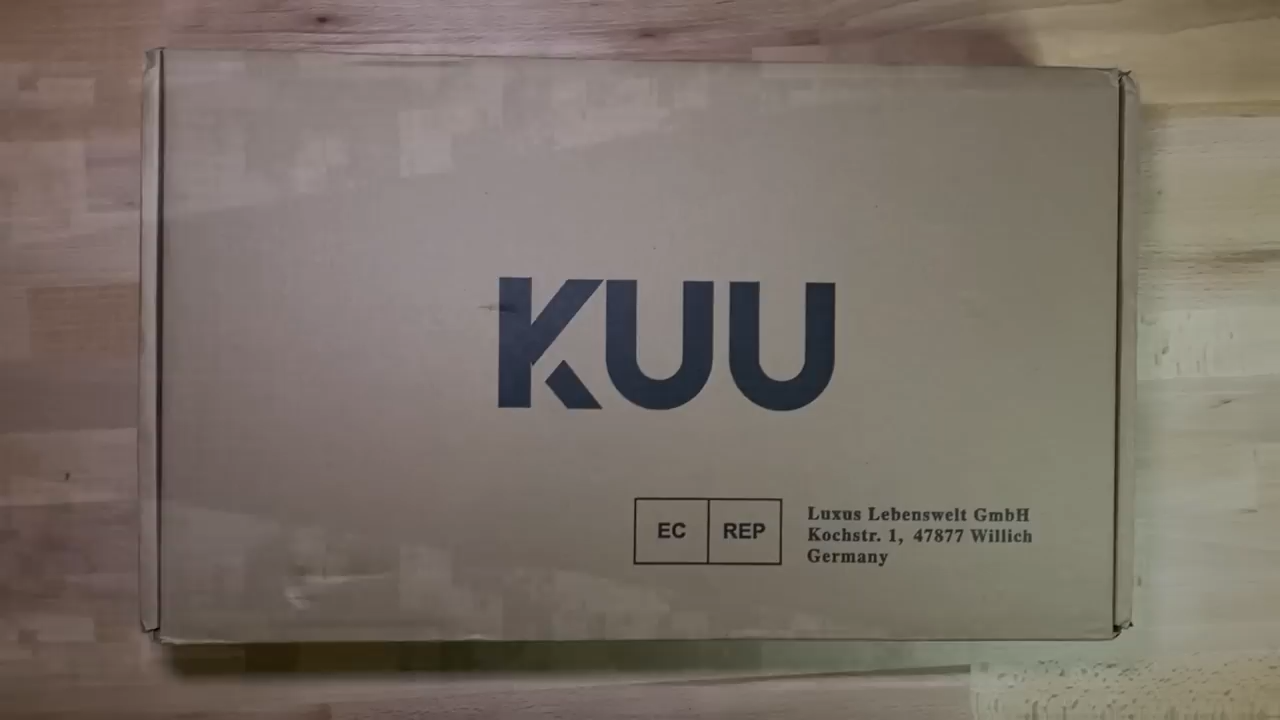 KUU
EC REP
Luxus Lebenswelt GmbH
Kochstr. 1, 47877 Willich
Germany